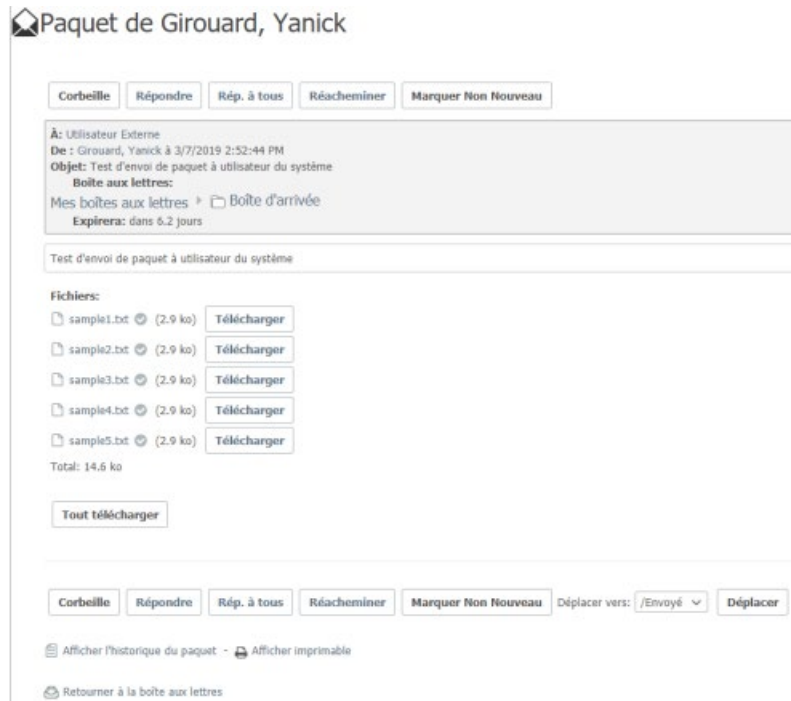 Paquet de Girouard, Yanick
Corbeille Répondre Rép. à tous Réacheminer Marquer Non Nouveau
À: Utilisateur Externe
De : Girouard, Yanick à 3/7/2019 2:52:44 PM
Objet: Test d'envoi de paquet à utilisateur du système
Boîte aux lettres:
Mes boîtes aux lettres Boîte d'arrivée
Expirera: dans 6.2 jours
Test d'envoi de paquet à utilisateur du système
Fichiers:
sample1.txt (2.9 ko) Télécharger
sample2.txt (2.9 ko) Télécharger
sample3.txt (2.9 ko) Télécharger
sample4.txt (2.9 ko) Télécharger
sample5.txt (2.9 ko) Télécharger
Total: 14.6 ko
Tout télécharger
Corbeille Répondre Rép. à tous Réacheminer Marquer Non Nouveau Déplacer vers: /Envoyé Déplacer
Afficher l'historique du paquet - Afficher imprimable
Retourner à la boîte aux lettres